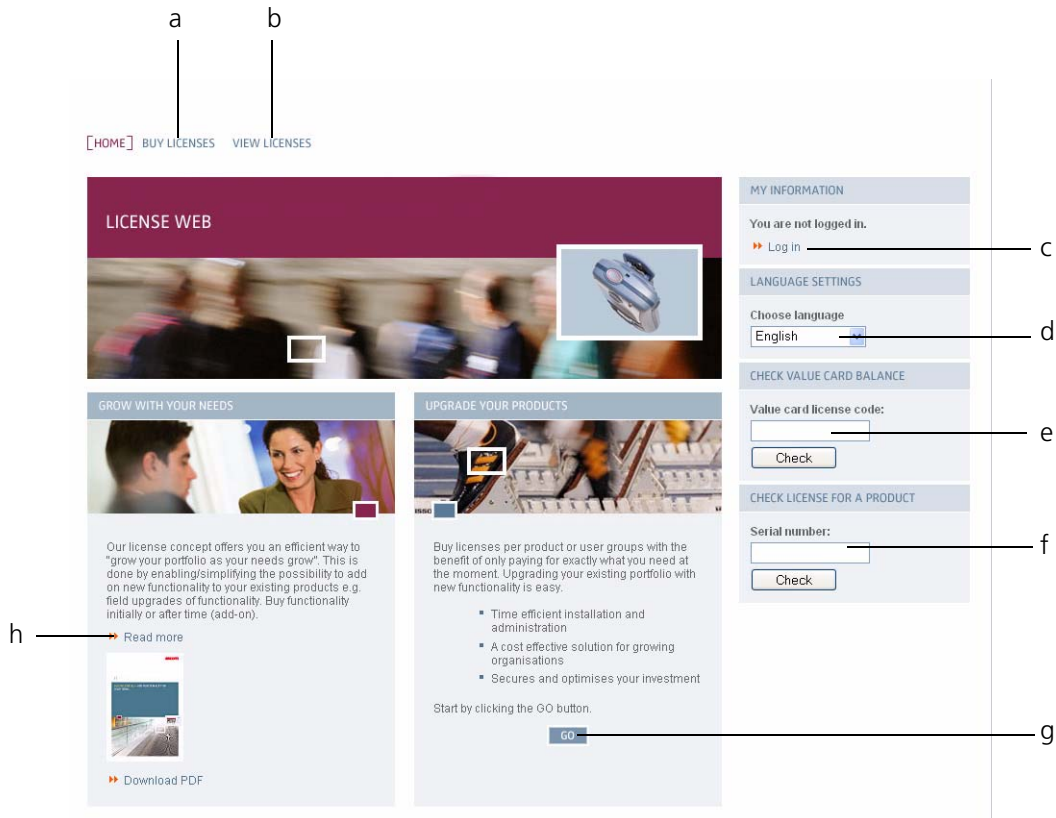 a
b
[HOME] BUY LICENSES VIEW LICENSES
LICENSE WEB
MY INFORMATION
You are not logged in.
Log in
c
LANGUAGE SETTINGS
Choose language
English
d
CHECK VALUE CARD BALANCE
Value card license code:
e
Check
CHECK LICENSE FOR A PRODUCT
Serial number:
f
Check
GROW WITH YOUR NEEDS
Our license concept offers you an efficient way to
"grow your portfolio as your needs grow". This is
done by enabling/simplifying the possibility to add
on new functionality to your existing products e.g.
field upgrades of functionality. Buy functionality
initially or after time (add-on).
h
Read more
Download PDF
UPGRADE YOUR PRODUCTS
Buy licenses per product or user groups with the
benefit of only paying for exactly what you need at
the moment. Upgrading your existing portfolio with
new functionality is easy.
Time efficient installation and
administration
A cost effective solution for growing
organisations
Secures and optimises your investment
Start by clicking the GO button.
GO
g